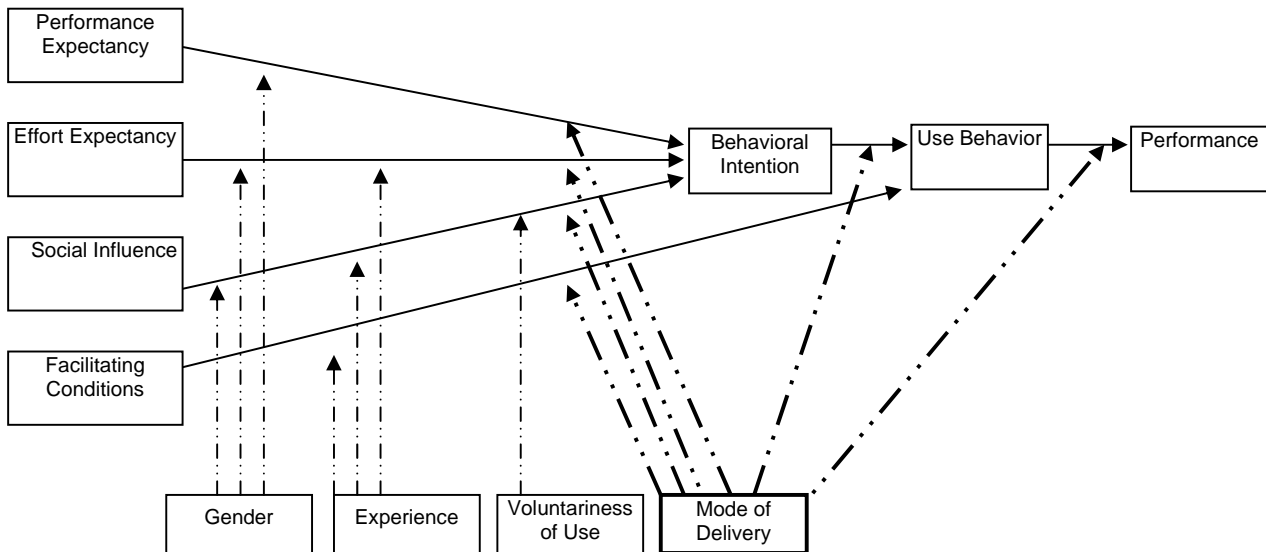 Performance
Expectancy
Effort Expectancy
Social Influence
Facilitating
Conditions
Behavioral
Intention
Use Behavior
Performance
Gender
Experience
Voluntariness
of Use
Mode of
Delivery